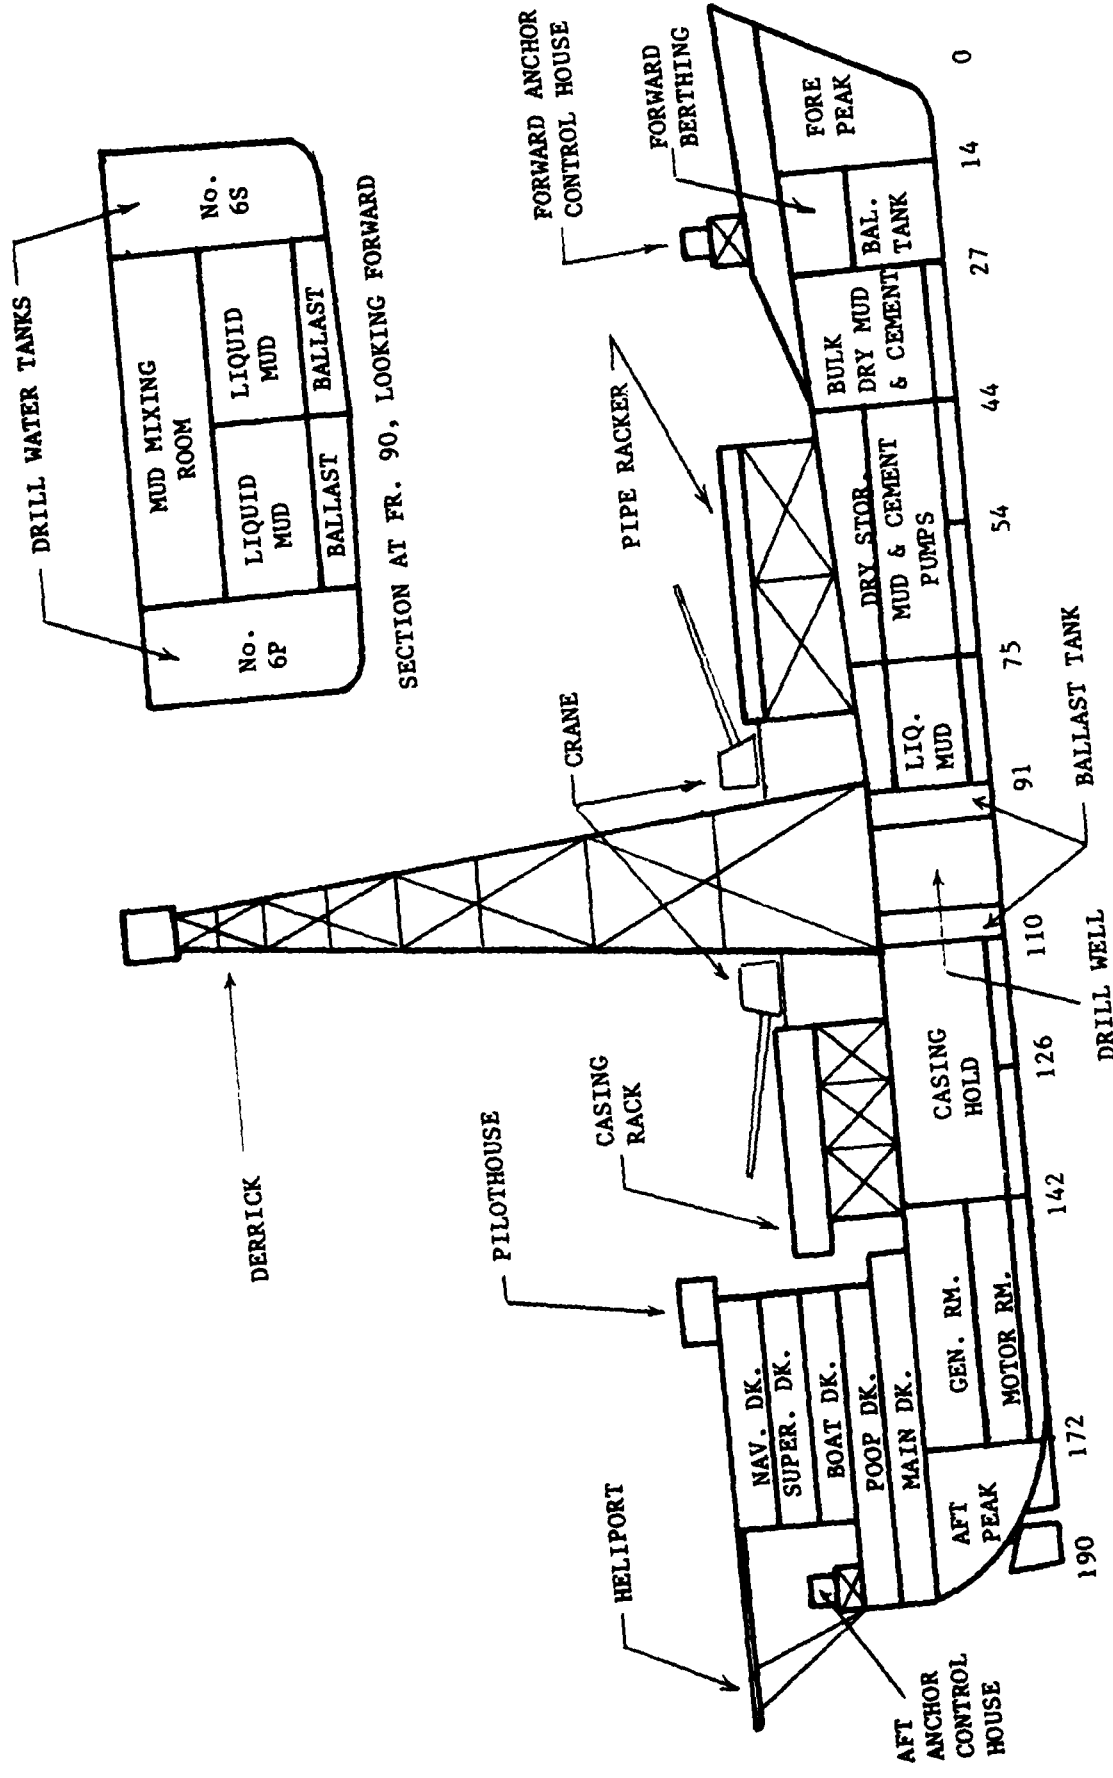 DRILL WATER TANKS
No.
6P
MUD MIXING
ROOM
LIQUID
MUD
LIQUID
MUD
BALLAST
BALLAST
No.
6S
SECTION AT FR. 90, LOOKING FORWARD
DERRICK
PILOTHOUSE
CASING
RACK
CRANE
PIPE RACKER
FORWARD ANCHOR
CONTROL HOUSE
FORWARD
BERTHING
HELIPORT
NAV. DK.
SUPER. DK.
BOAT DK.
POOP DK.
MAIN DK.
GEN. RM.
MOTOR RM.
AFT
PEAK
CASING
HOLD
LIQ.
MUD
DRY STOR.
MUD & CEMENT
PUMPS
BULK
DRY MUD
& CEMENT
BAL.
TANK
FORE
PEAK
AFT
ANCHOR
CONTROL
HOUSE
190
172
142
126
110
91
75
54
44
27
14
0
DRILL WELL
BALLAST TANK